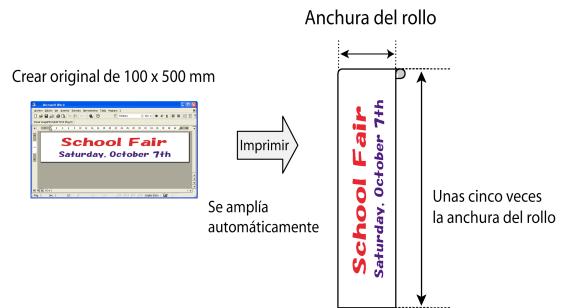 Anchura del rollo
Crear original de 100 x 500 mm
School Fair
Saturday, October 7th
Imprimir
Se amplía
automáticamente
School Fair
Saturday, October 7th
Unas cinco veces
la anchura del rollo